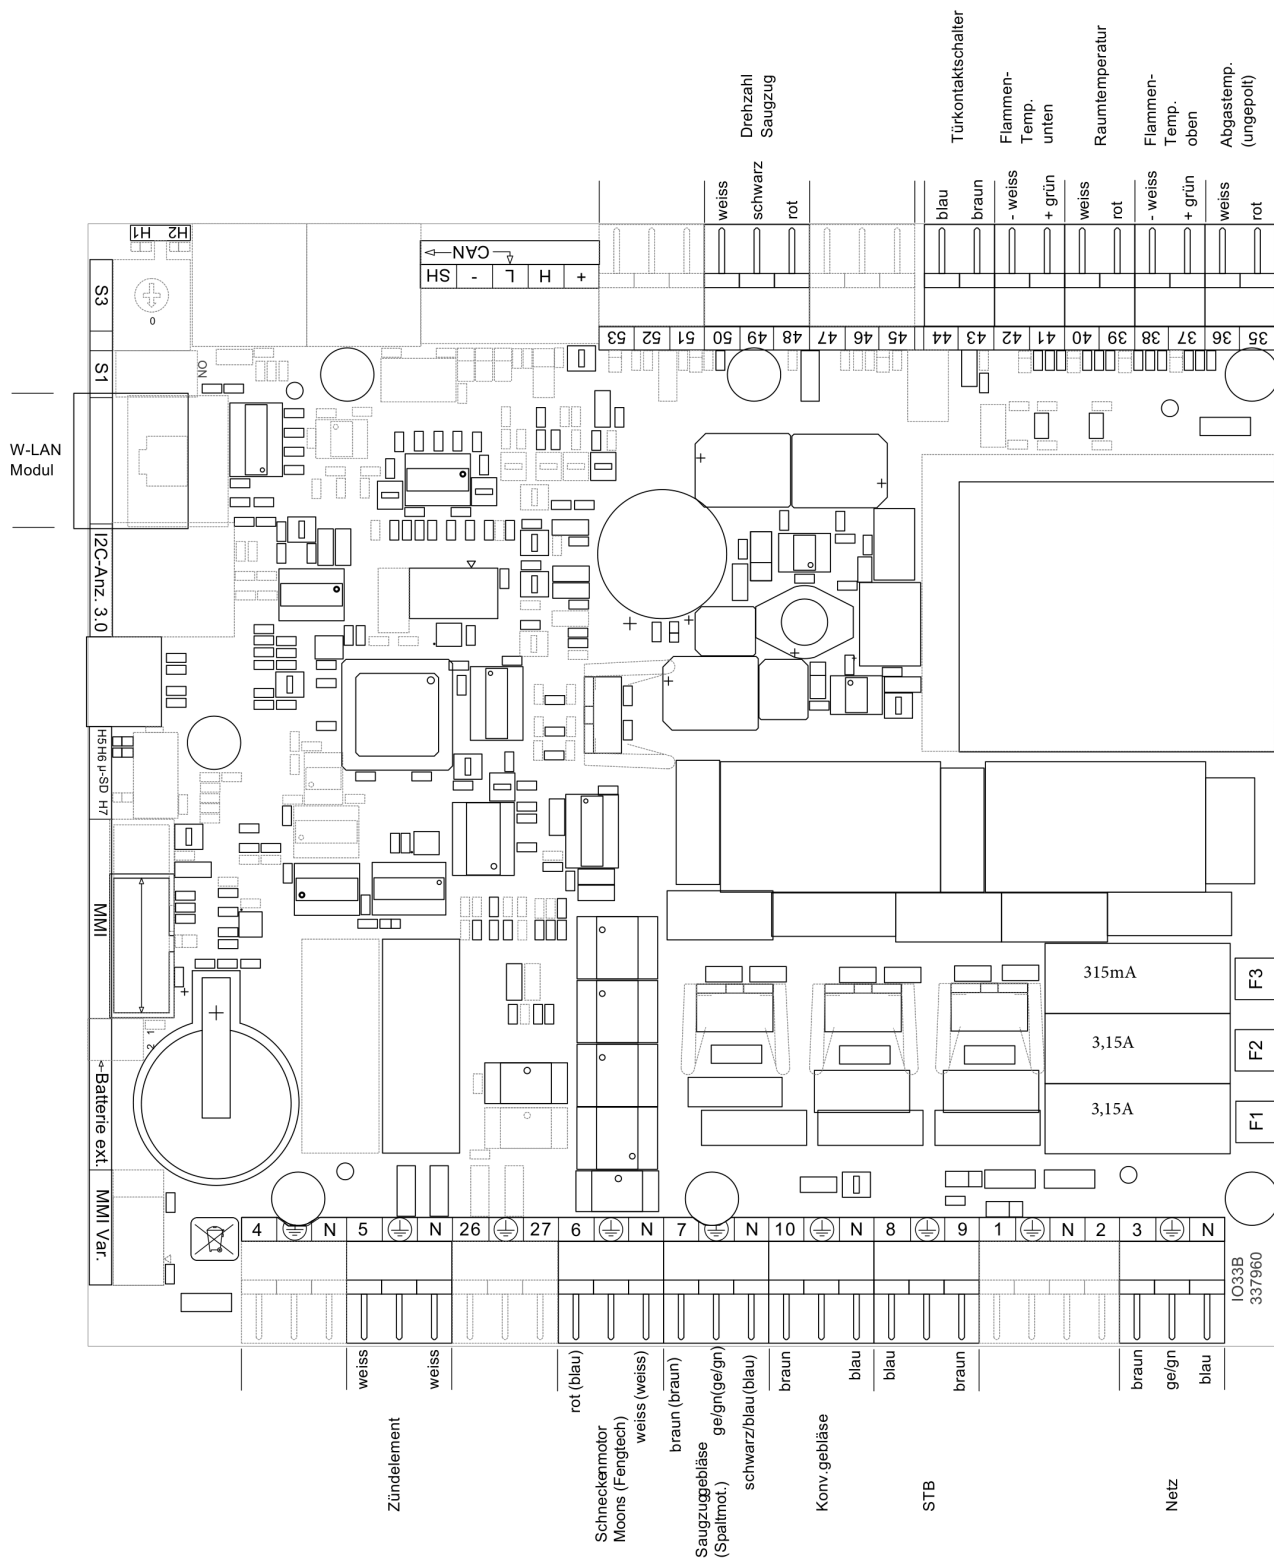 Drehzahl
Saugzug
Türkontaktschalter
Flammen-
Temp.
unten
Raumtemperatur
Flammen-
Temp.
oben
Abgastemp.
(ungepolt)
weiss
schwarz
rot
blau
braun
- weiss
+ grün
weiss
rot
- weiss
+ grün
weiss
rot
H1 H2
CAN
SH - L H +
53 52 51 50 49 48 47 46 45 44 43 42 41 40 39 38 37 36 35
S3
0
S1
NO
W-LAN
Modul
I2C-Anz. 3.0
H5H6 µ-SD H7
MMI
2 1
Batterie ext.
MMI Var.
315mA
F3
3,15A
F2
3,15A
F1
4 N 5 N 26 27 6 N 7 N 10 N 8 9 1 N 2 3 N
IO33B
337960
weiss
weiss
rot (blau)
weiss (weiss)
braun (braun)
ge/gn(ge/gn)
schwarz/blau(blau)
braun
blau
blau
braun
braun
ge/gn
blau
Zündelement
Schneckenmotor
Moons (Fengtech)
Saugzuggebläse
(Spaltmot.)
Konv.gebläse
STB
Netz